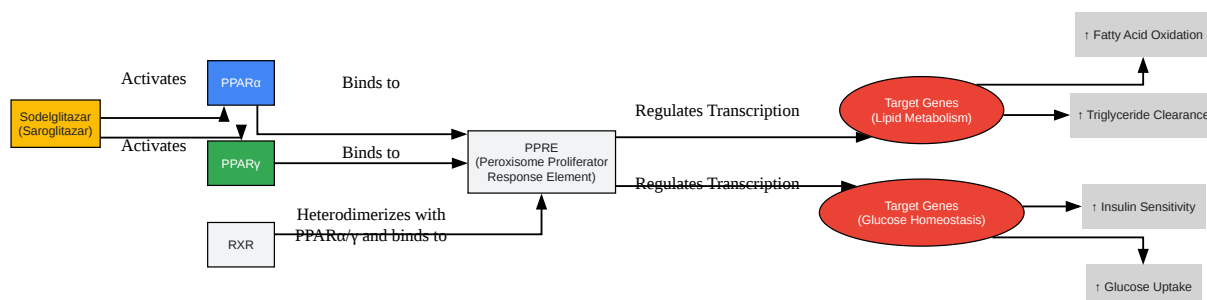 ↑ Fatty Acid Oxidation
Activates
PPARα
Binds to
Sodelglitazar
(Saroglitazar)
Regulates Transcription
Target Genes
(Lipid Metabolism)
↑ Triglyceride Clearance
Activates
PPARγ
Binds to
PPRE
(Peroxisome Proliferator
Response Element)
Regulates Transcription
RXR
Heterodimerizes with
PPARα/γ and binds to
Target Genes
(Glucose Homeostasis)
↑ Insulin Sensitivity
↑ Glucose Uptake